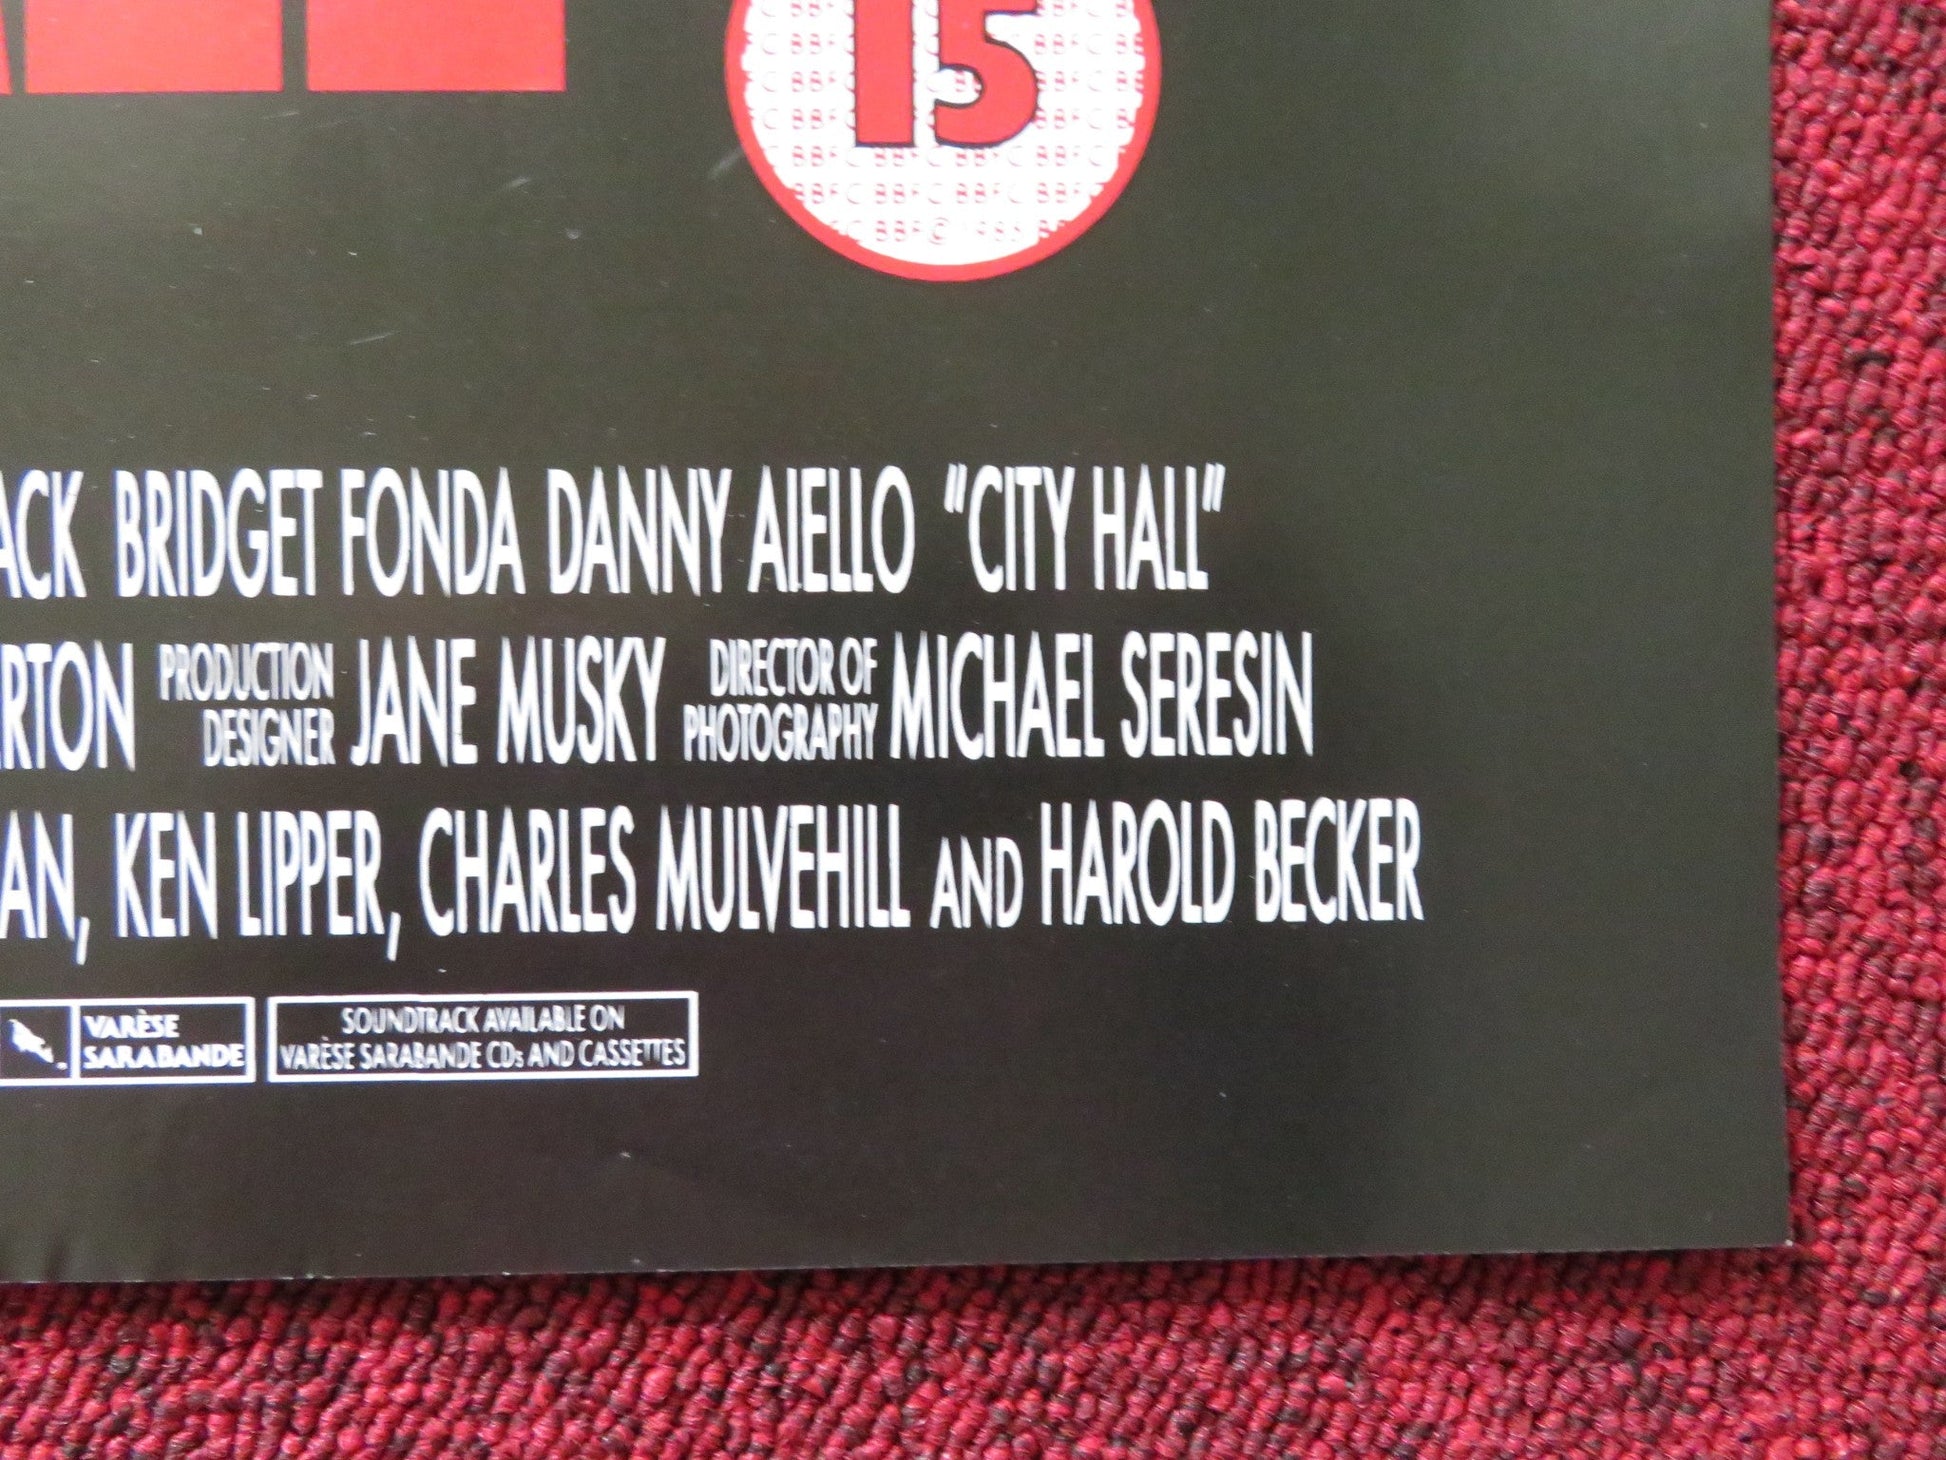 15
ACK BRIDGET FONDA DANNY AIELLO "CITY HALL"
ERTON PRODUCTION DESIGNER JANE MUSKY DIRECTOR OF PHOTOGRAPHY MICHAEL SERESIN
AN, KEN LIPPER, CHARLES MULVEHILL AND HAROLD BECKER
VARÈSE
SARABANDE
SOUNDTRACK AVAILABLE ON
VARÈSE SARABANDE CDs AND CASSETTES